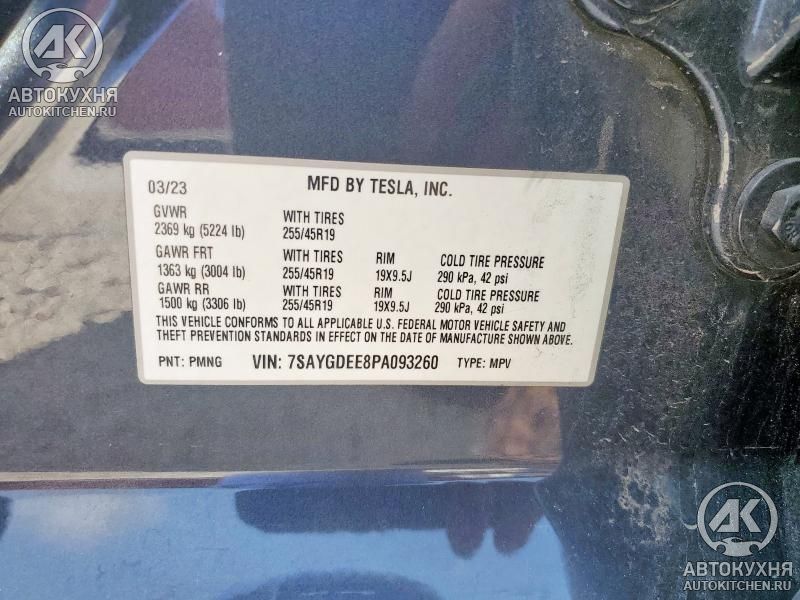 АК
АВТОКУХНЯ
AUTOKITCHEN.RU
03/23 MFD BY TESLA, INC.
GVWR WITH TIRES
2369 kg (5224 lb) 255/45R19
GAWR FRT WITH TIRES RIM COLD TIRE PRESSURE
1363 kg (3004 lb) 255/45R19 19X9.5J 290 kPa, 42 psi
GAWR RR WITH TIRES RIM COLD TIRE PRESSURE
1500 kg (3306 lb) 255/45R19 19X9.5J 290 kPa, 42 psi
THIS VEHICLE CONFORMS TO ALL APPLICABLE U.S. FEDERAL MOTOR VEHICLE SAFETY AND
THEFT PREVENTION STANDARDS IN EFFECT ON THE DATE OF MANUFACTURE SHOWN ABOVE.
PNT: PMNG VIN: 7SAYGDEE8PA093260 TYPE: MPV
АК
АВТОКУХНЯ
AUTOKITCHEN.RU